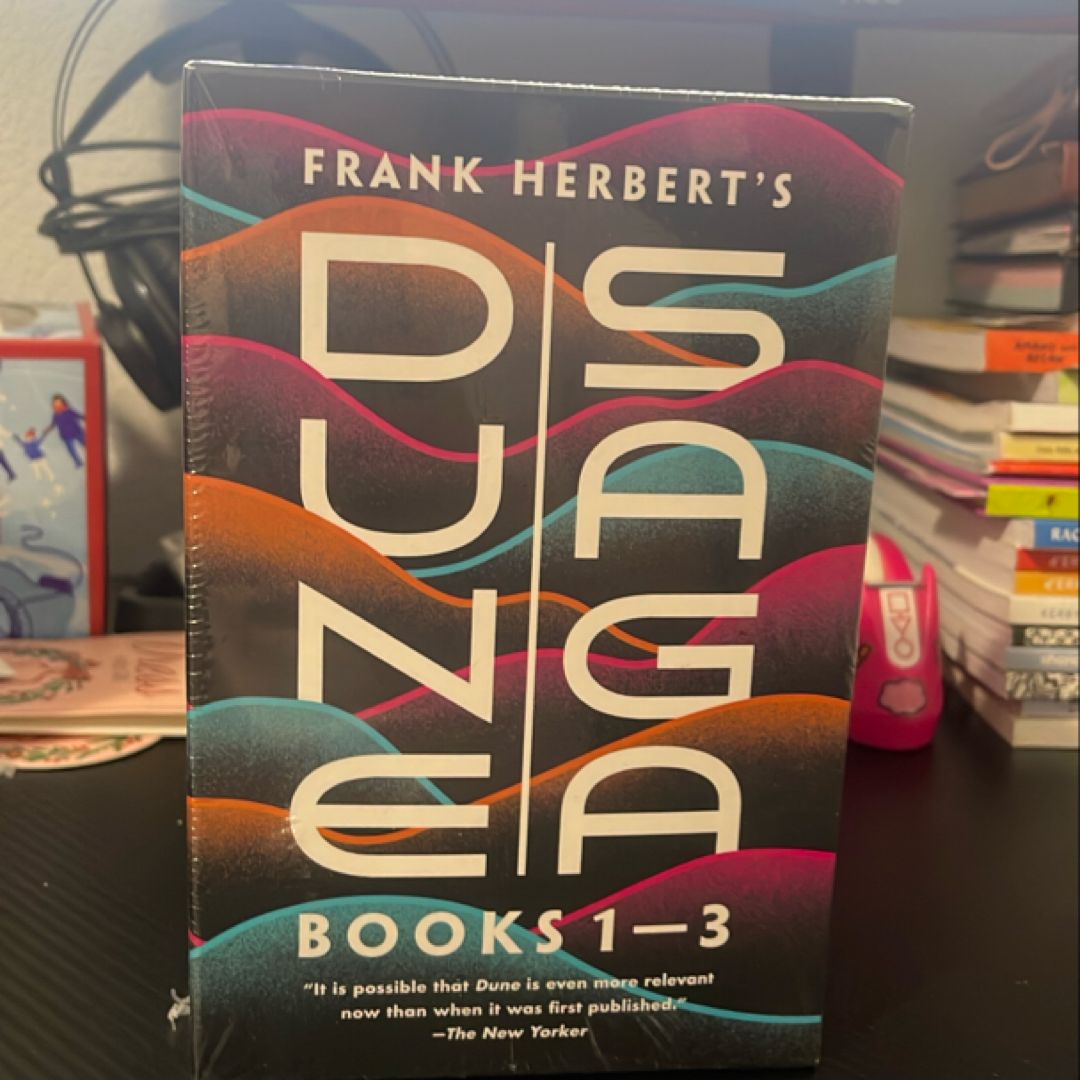 FRANK HERBERT'S
DUNE
SAGA
BOOKS 1—3
"It is possible that Dune is even more relevant
now than when it was first published."
—The New Yorker